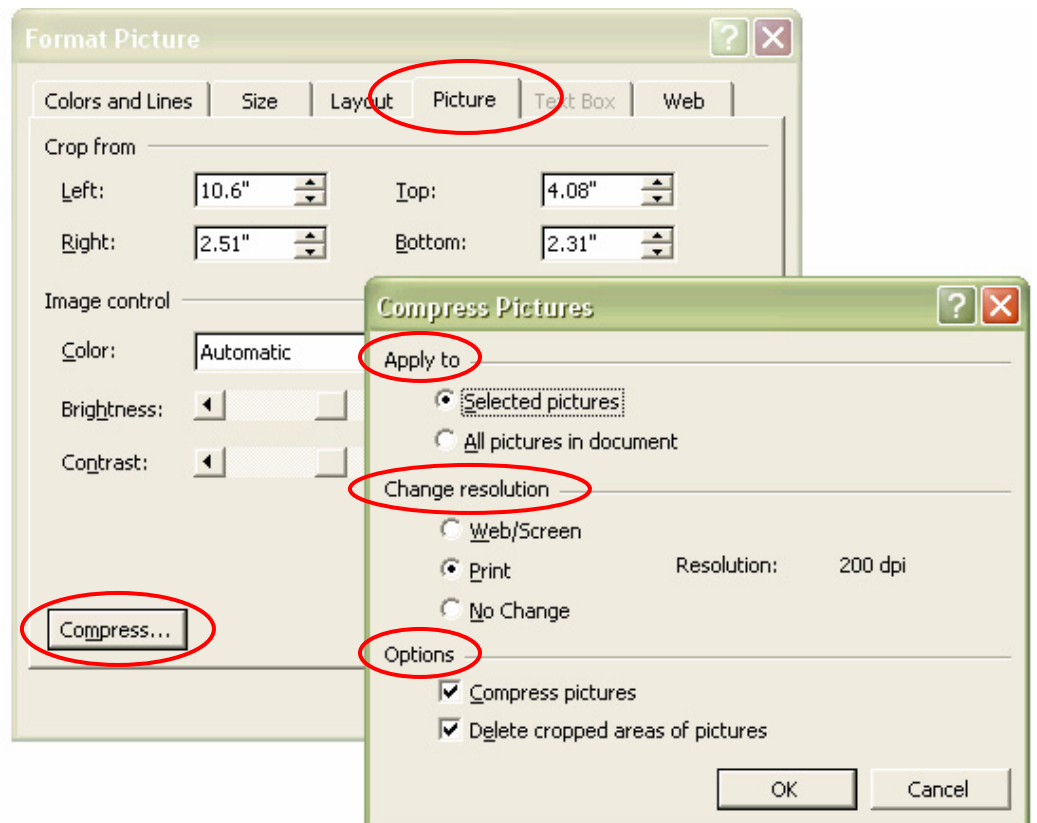 Format Picture
Colors and Lines Size Layout Picture Text Box Web
Crop from
Left: 10.6" Top: 4.08"
Right: 2.51" Bottom: 2.31"
Image control
Color: Automatic
Brightness:
Contrast:
Compress...
Compress Pictures
Apply to
Selected pictures
All pictures in document
Change resolution
Web/Screen
Print Resolution: 200 dpi
No Change
Options
Compress pictures
Delete cropped areas of pictures
OK Cancel